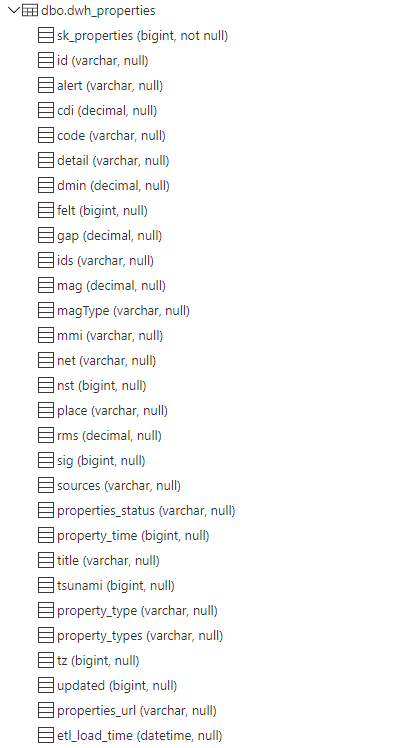 dbo.dwh_properties
sk_properties (bigint, not null)
id (varchar, null)
alert (varchar, null)
cdi (decimal, null)
code (varchar, null)
detail (varchar, null)
dmin (decimal, null)
felt (bigint, null)
gap (decimal, null)
ids (varchar, null)
mag (decimal, null)
magType (varchar, null)
mmi (varchar, null)
net (varchar, null)
nst (bigint, null)
place (varchar, null)
rms (decimal, null)
sig (bigint, null)
sources (varchar, null)
properties_status (varchar, null)
property_time (bigint, null)
title (varchar, null)
tsunami (bigint, null)
property_type (varchar, null)
property_types (varchar, null)
tz (bigint, null)
updated (bigint, null)
properties_url (varchar, null)
etl_load_time (datetime, null)